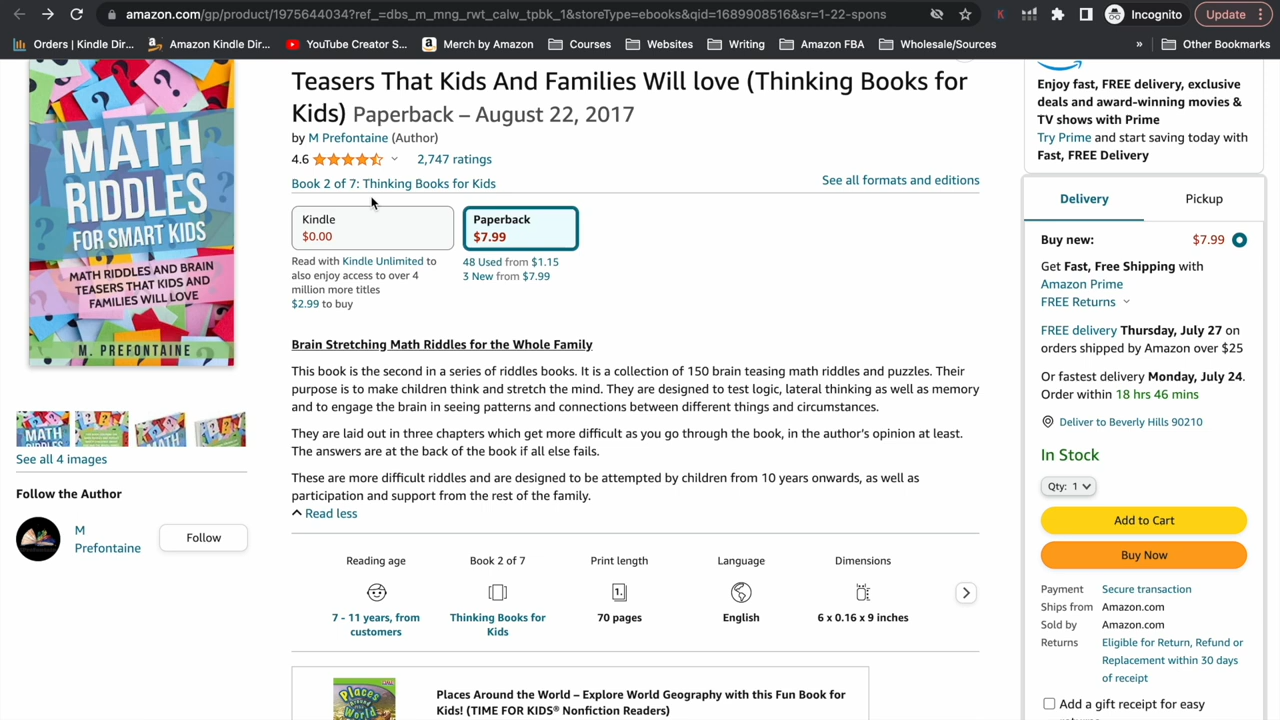 amazon.com/gp/product/1975644034?ref_=dbs_m_mng_rwt_calw_tpbk_1&storeType=ebooks&qid=1689908516&sr=1-22-spons
Incognito
Update
Orders | Kindle Dir...
Amazon Kindle Dir...
YouTube Creator S...
Merch by Amazon
Courses
Websites
Writing
Amazon FBA
Wholesale/Sources
»
Other Bookmarks
MATH
RIDDLES
FOR SMART KIDS
MATH RIDDLES AND BRAIN
TEASERS THAT KIDS AND
FAMILIES WILL LOVE
M. PREFONTAINE
See all 4 images
Follow the Author
M
Prefontaine
Follow
Teasers That Kids And Families Will love (Thinking Books for
Kids) Paperback – August 22, 2017
by M Prefontaine (Author)
4.6 2,747 ratings
Book 2 of 7: Thinking Books for Kids
See all formats and editions
Kindle
$0.00
Read with Kindle Unlimited to
also enjoy access to over 4
million more titles
$2.99 to buy
Paperback
$7.99
48 Used from $1.15
3 New from $7.99
Brain Stretching Math Riddles for the Whole Family
This book is the second in a series of riddles books. It is a collection of 150 brain teasing math riddles and puzzles. Their
purpose is to make children think and stretch the mind. They are designed to test logic, lateral thinking as well as memory
and to engage the brain in seeing patterns and connections between different things and circumstances.
They are laid out in three chapters which get more difficult as you go through the book, in the author's opinion at least.
The answers are at the back of the book if all else fails.
These are more difficult riddles and are designed to be attempted by children from 10 years onwards, as well as
participation and support from the rest of the family.
Read less
Reading age
7 - 11 years, from
customers
Book 2 of 7
Thinking Books for
Kids
Print length
1.
70 pages
Language
English
Dimensions
6 x 0.16 x 9 inches
Places Around the World – Explore World Geography with this Fun Book for
Kids! (TIME FOR KIDS® Nonfiction Readers)
Enjoy fast, FREE delivery, exclusive
deals and award-winning movies &
TV shows with Prime
Try Prime and start saving today with
Fast, FREE Delivery
Delivery
Pickup
Buy new: $7.99
Get Fast, Free Shipping with
Amazon Prime
FREE Returns
FREE delivery Thursday, July 27 on
orders shipped by Amazon over $25
Or fastest delivery Monday, July 24.
Order within 18 hrs 46 mins
Deliver to Beverly Hills 90210
In Stock
Qty: 1
Add to Cart
Buy Now
Payment Secure transaction
Ships from Amazon.com
Sold by Amazon.com
Returns Eligible for Return, Refund or
Replacement within 30 days
of receipt
Add a gift receipt for easy